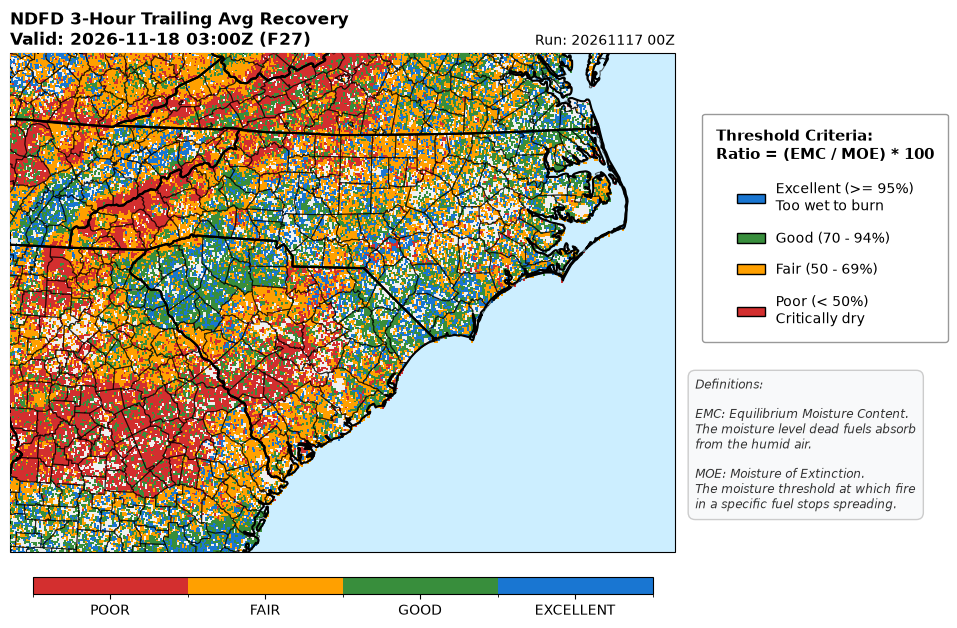 NDFD 3-Hour Trailing Avg Recovery
Valid: 2026-11-18 03:00Z (F27)
Run: 20261117 00Z
Threshold Criteria:
Ratio = (EMC / MOE) * 100
Excellent (>= 95%)
Too wet to burn
Good (70 - 94%)
Fair (50 - 69%)
Poor (< 50%)
Critically dry
Definitions:
EMC: Equilibrium Moisture Content.
The moisture level dead fuels absorb
from the humid air.
MOE: Moisture of Extinction.
The moisture threshold at which fire
in a specific fuel stops spreading.
POOR
FAIR
GOOD
EXCELLENT